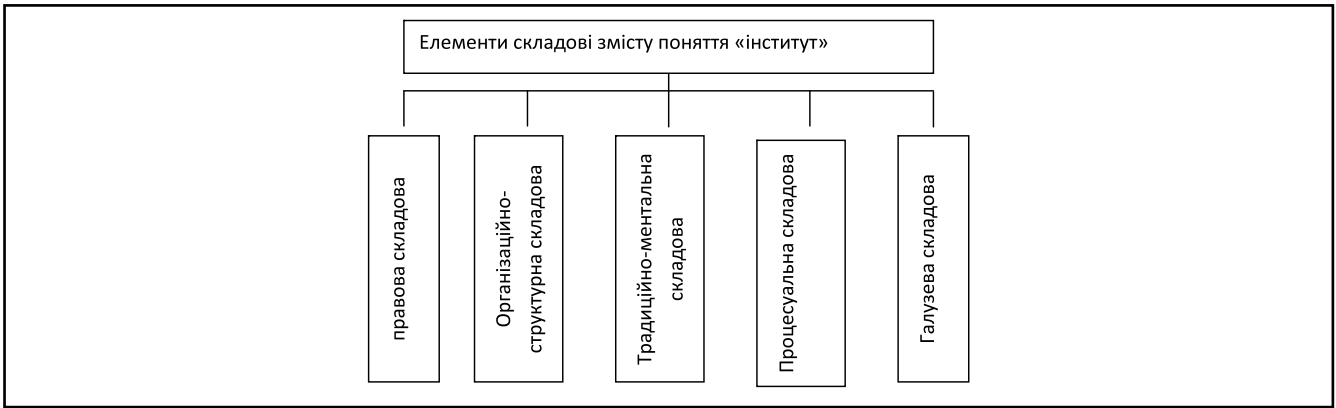 Елементи складові змісту поняття «інститут»
правова складова
Організаційно-
структурна складова
Традиційно-ментальна
складова
Процесуальна складова
Галузева складова